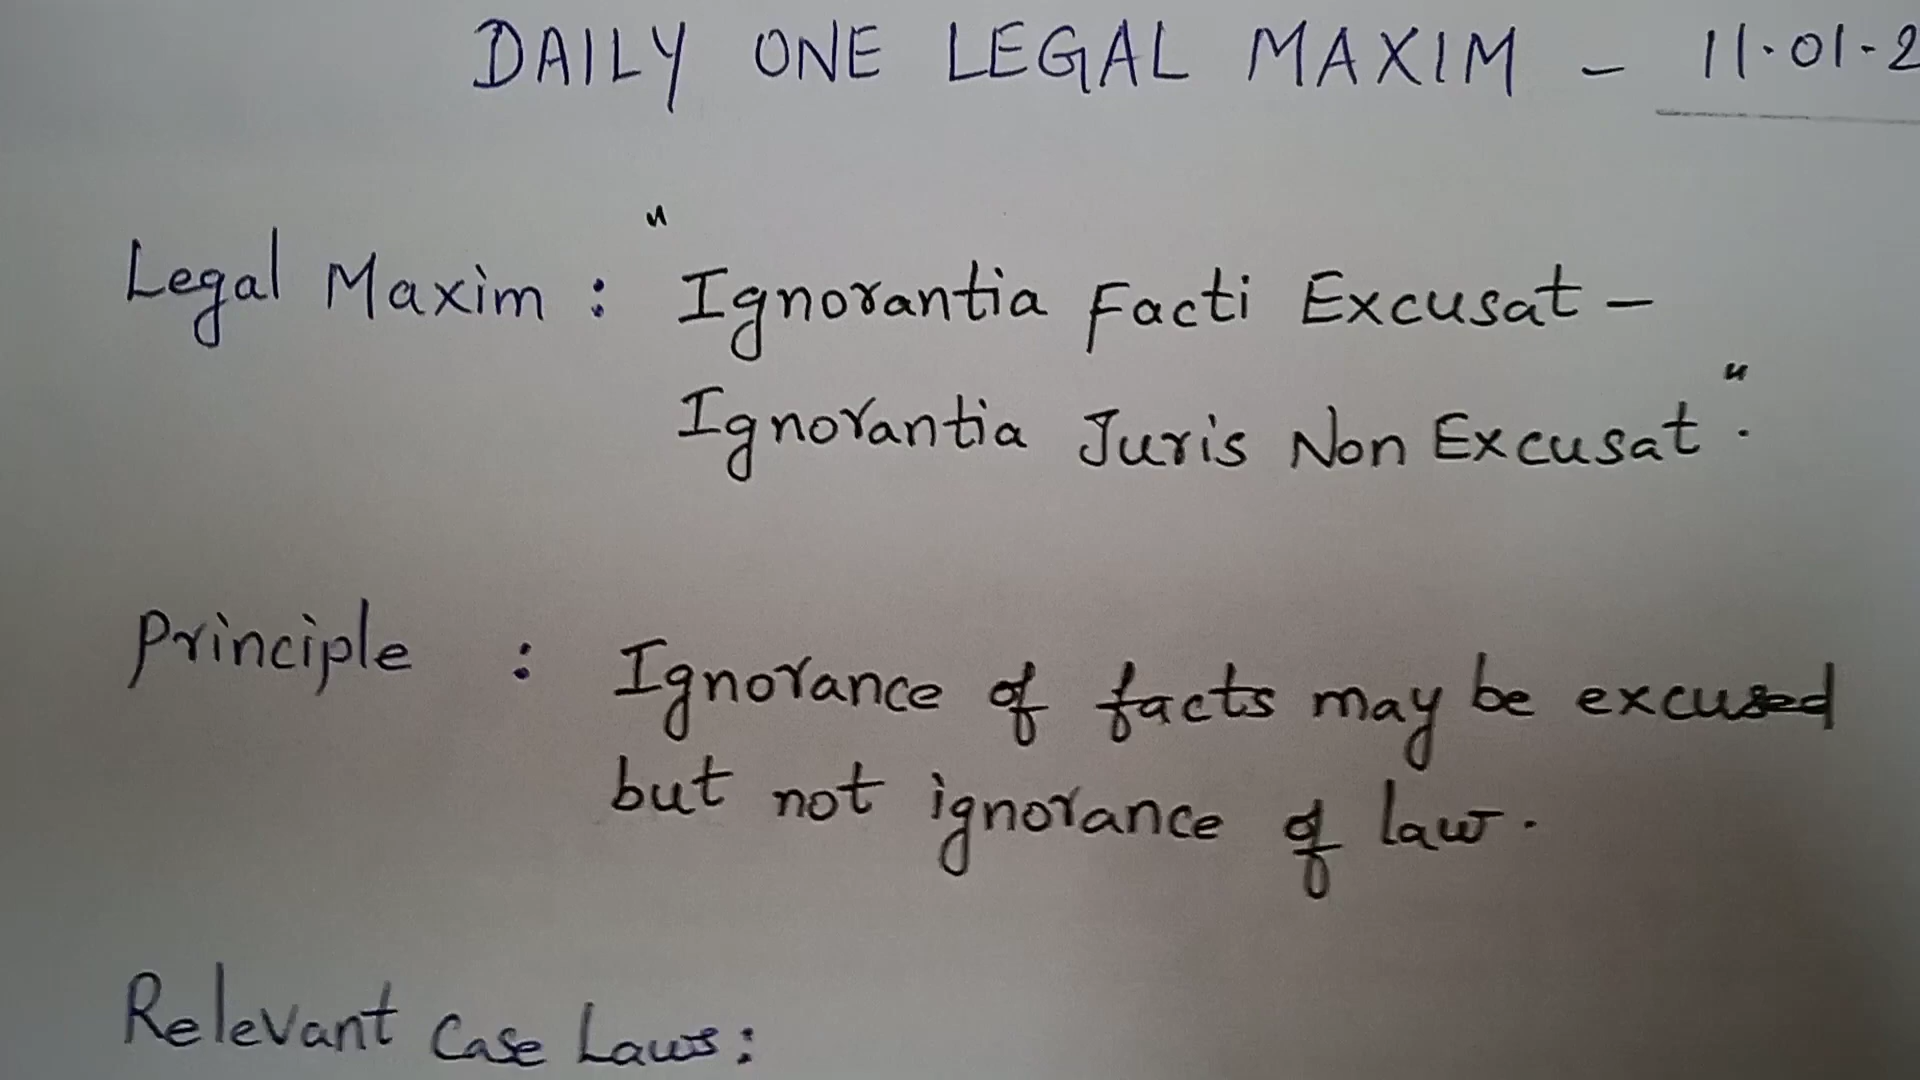 DAILY ONE LEGAL MAXIM - 11.01.2
Legal Maxim : "Ignorantia Facti Excusat -
Ignorantia Juris Non Excusat".
Principle : Ignorance of facts may be excused
but not ignorance of law.
Relevant Case Laws: